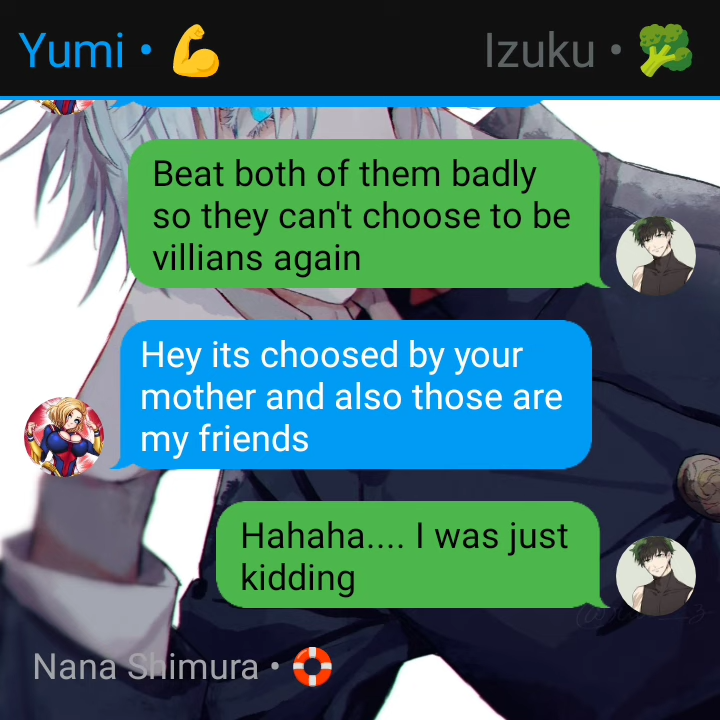 Yumi • 💪 Izuku • 🥦
Beat both of them badly
so they can't choose to be
villians again
Hey its choosed by your
mother and also those are
my friends
Hahaha.... I was just
kidding
Nana Shimura • 🛟